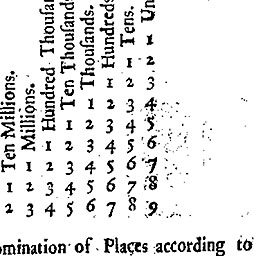 Ten Millions.
Millions.
Hundred Thousan
Ten Thousands
Thousands.
Hundreds
Tens.
Un
1
1 2
1 2 3
1 2 3 4
1 2 3 4 5
1 2 3 4 5 6
1 2 3 4 5 6 7
1 2 3 4 5 6 7 8
2 3 4 5 6 7 8 9
omination of Places according to